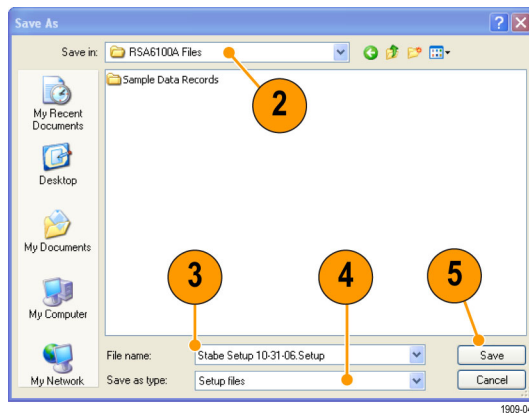 Save As
Save in: RSA6100A Files
Sample Data Records
2
My Recent
Documents
Desktop
My Documents
My Computer
My Network
3
4
5
File name: Stabe Setup 10-31-06.Setup
Save
Save as type: Setup files
Cancel